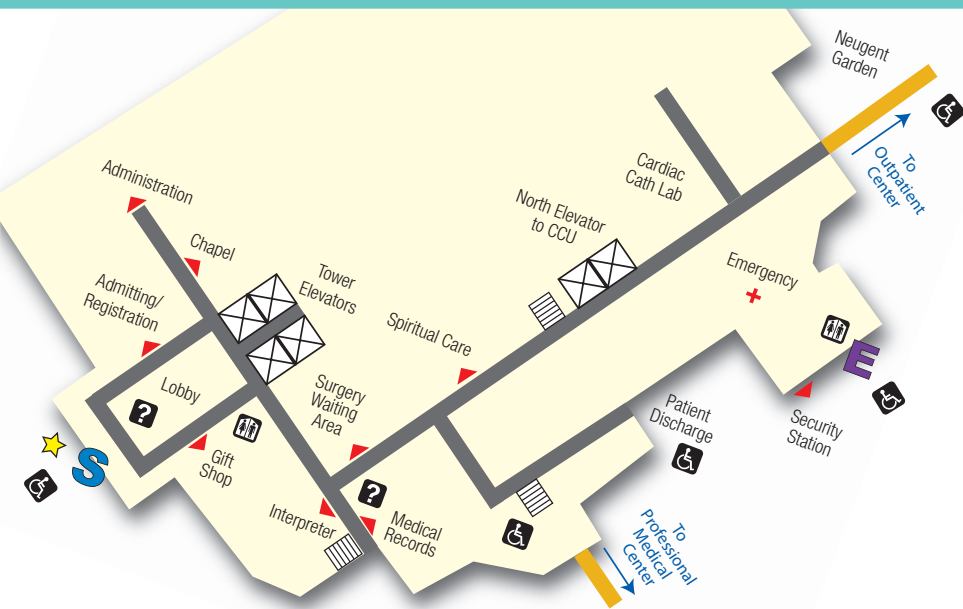 Neugent
Garden
To
Outpatient
Center
Cardiac
Cath Lab
Administration
North Elevator
to CCU
Chapel
Emergency
Tower
Elevators
Admitting/
Registration
Spiritual Care
E
Lobby
?
Surgery
Waiting
Area
Patient
Discharge
Security
Station
S
Gift
Shop
?
Interpreter
Medical
Records
To
Professional
Medical
Center